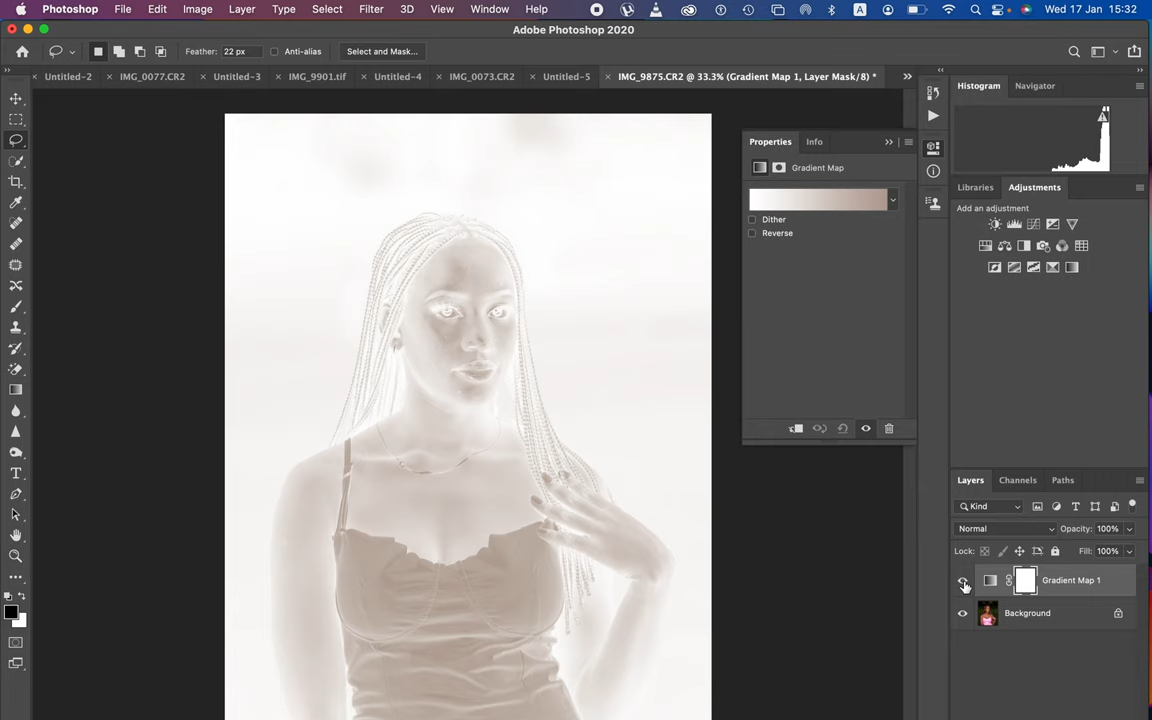 Photoshop File Edit Image Layer Type Select Filter 3D View Window Help A Wed 17 Jan 15:32
Adobe Photoshop 2020
Feather: 22 px Anti-alias Select and Mask...
Untitled-2 × IMG_0077.CR2 × Untitled-3 × IMG_9901.tif × Untitled-4 × IMG_0073.CR2 × Untitled-5 × IMG_9875.CR2 @ 33.3% (Gradient Map 1, Layer Mask/8) * »
Histogram Navigator
Properties Info
Gradient Map
Libraries Adjustments
Add an adjustment
Dither
Reverse
Layers Channels Paths
Kind
Normal Opacity: 100%
Lock: Fill: 100%
Gradient Map 1
Background